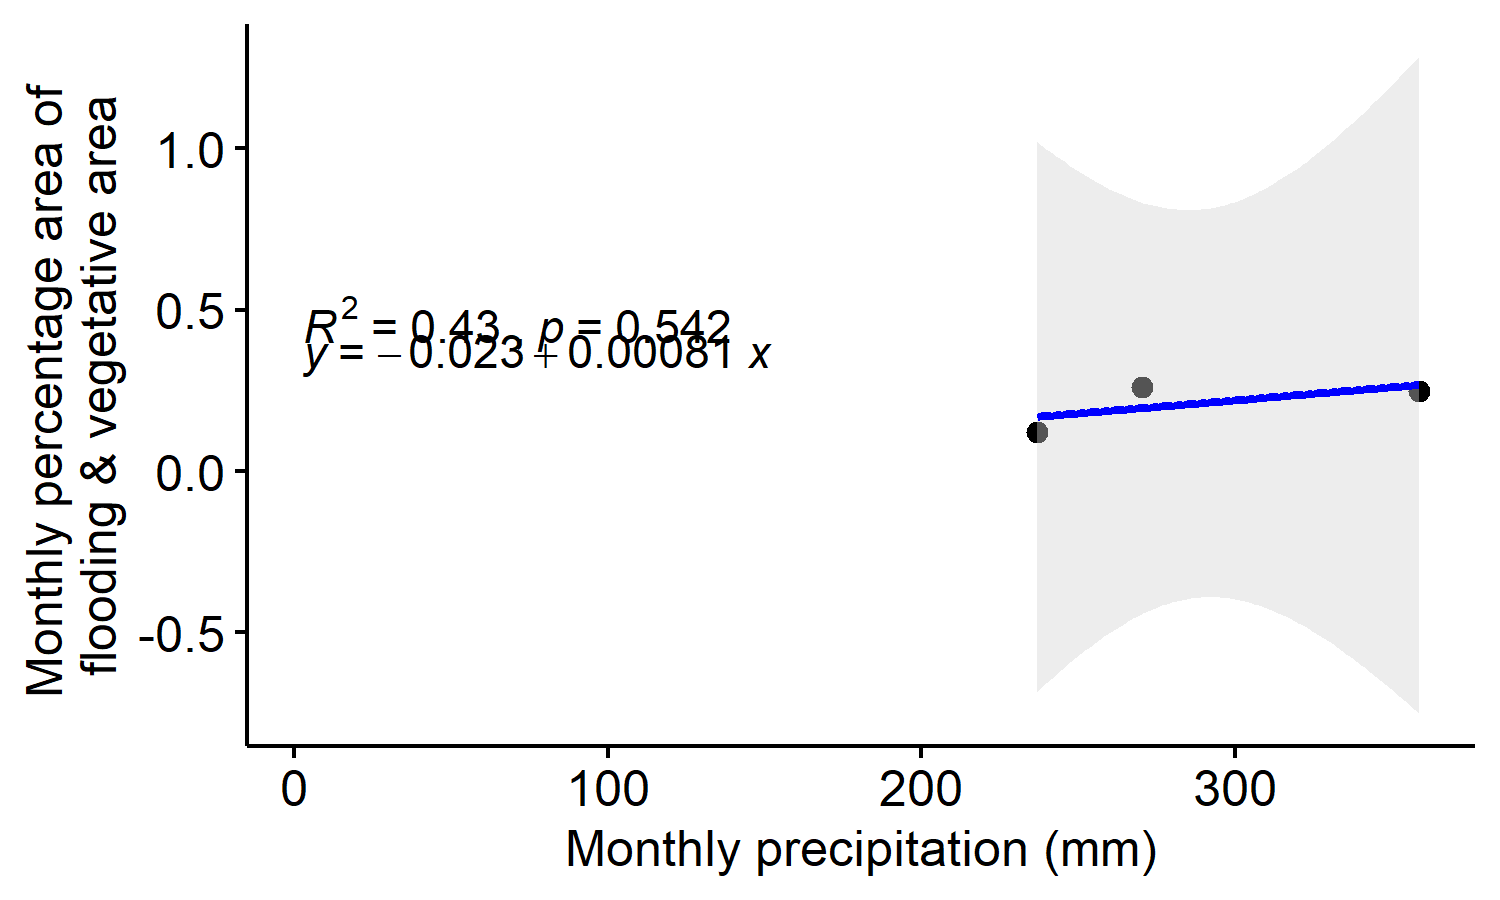 Monthly percentage area of
flooding & vegetative area
1.0
0.5
0.0
-0.5
R² = 0.43, p = 0.542
y = −0.023 + 0.00081 x
0 100 200 300
Monthly precipitation (mm)